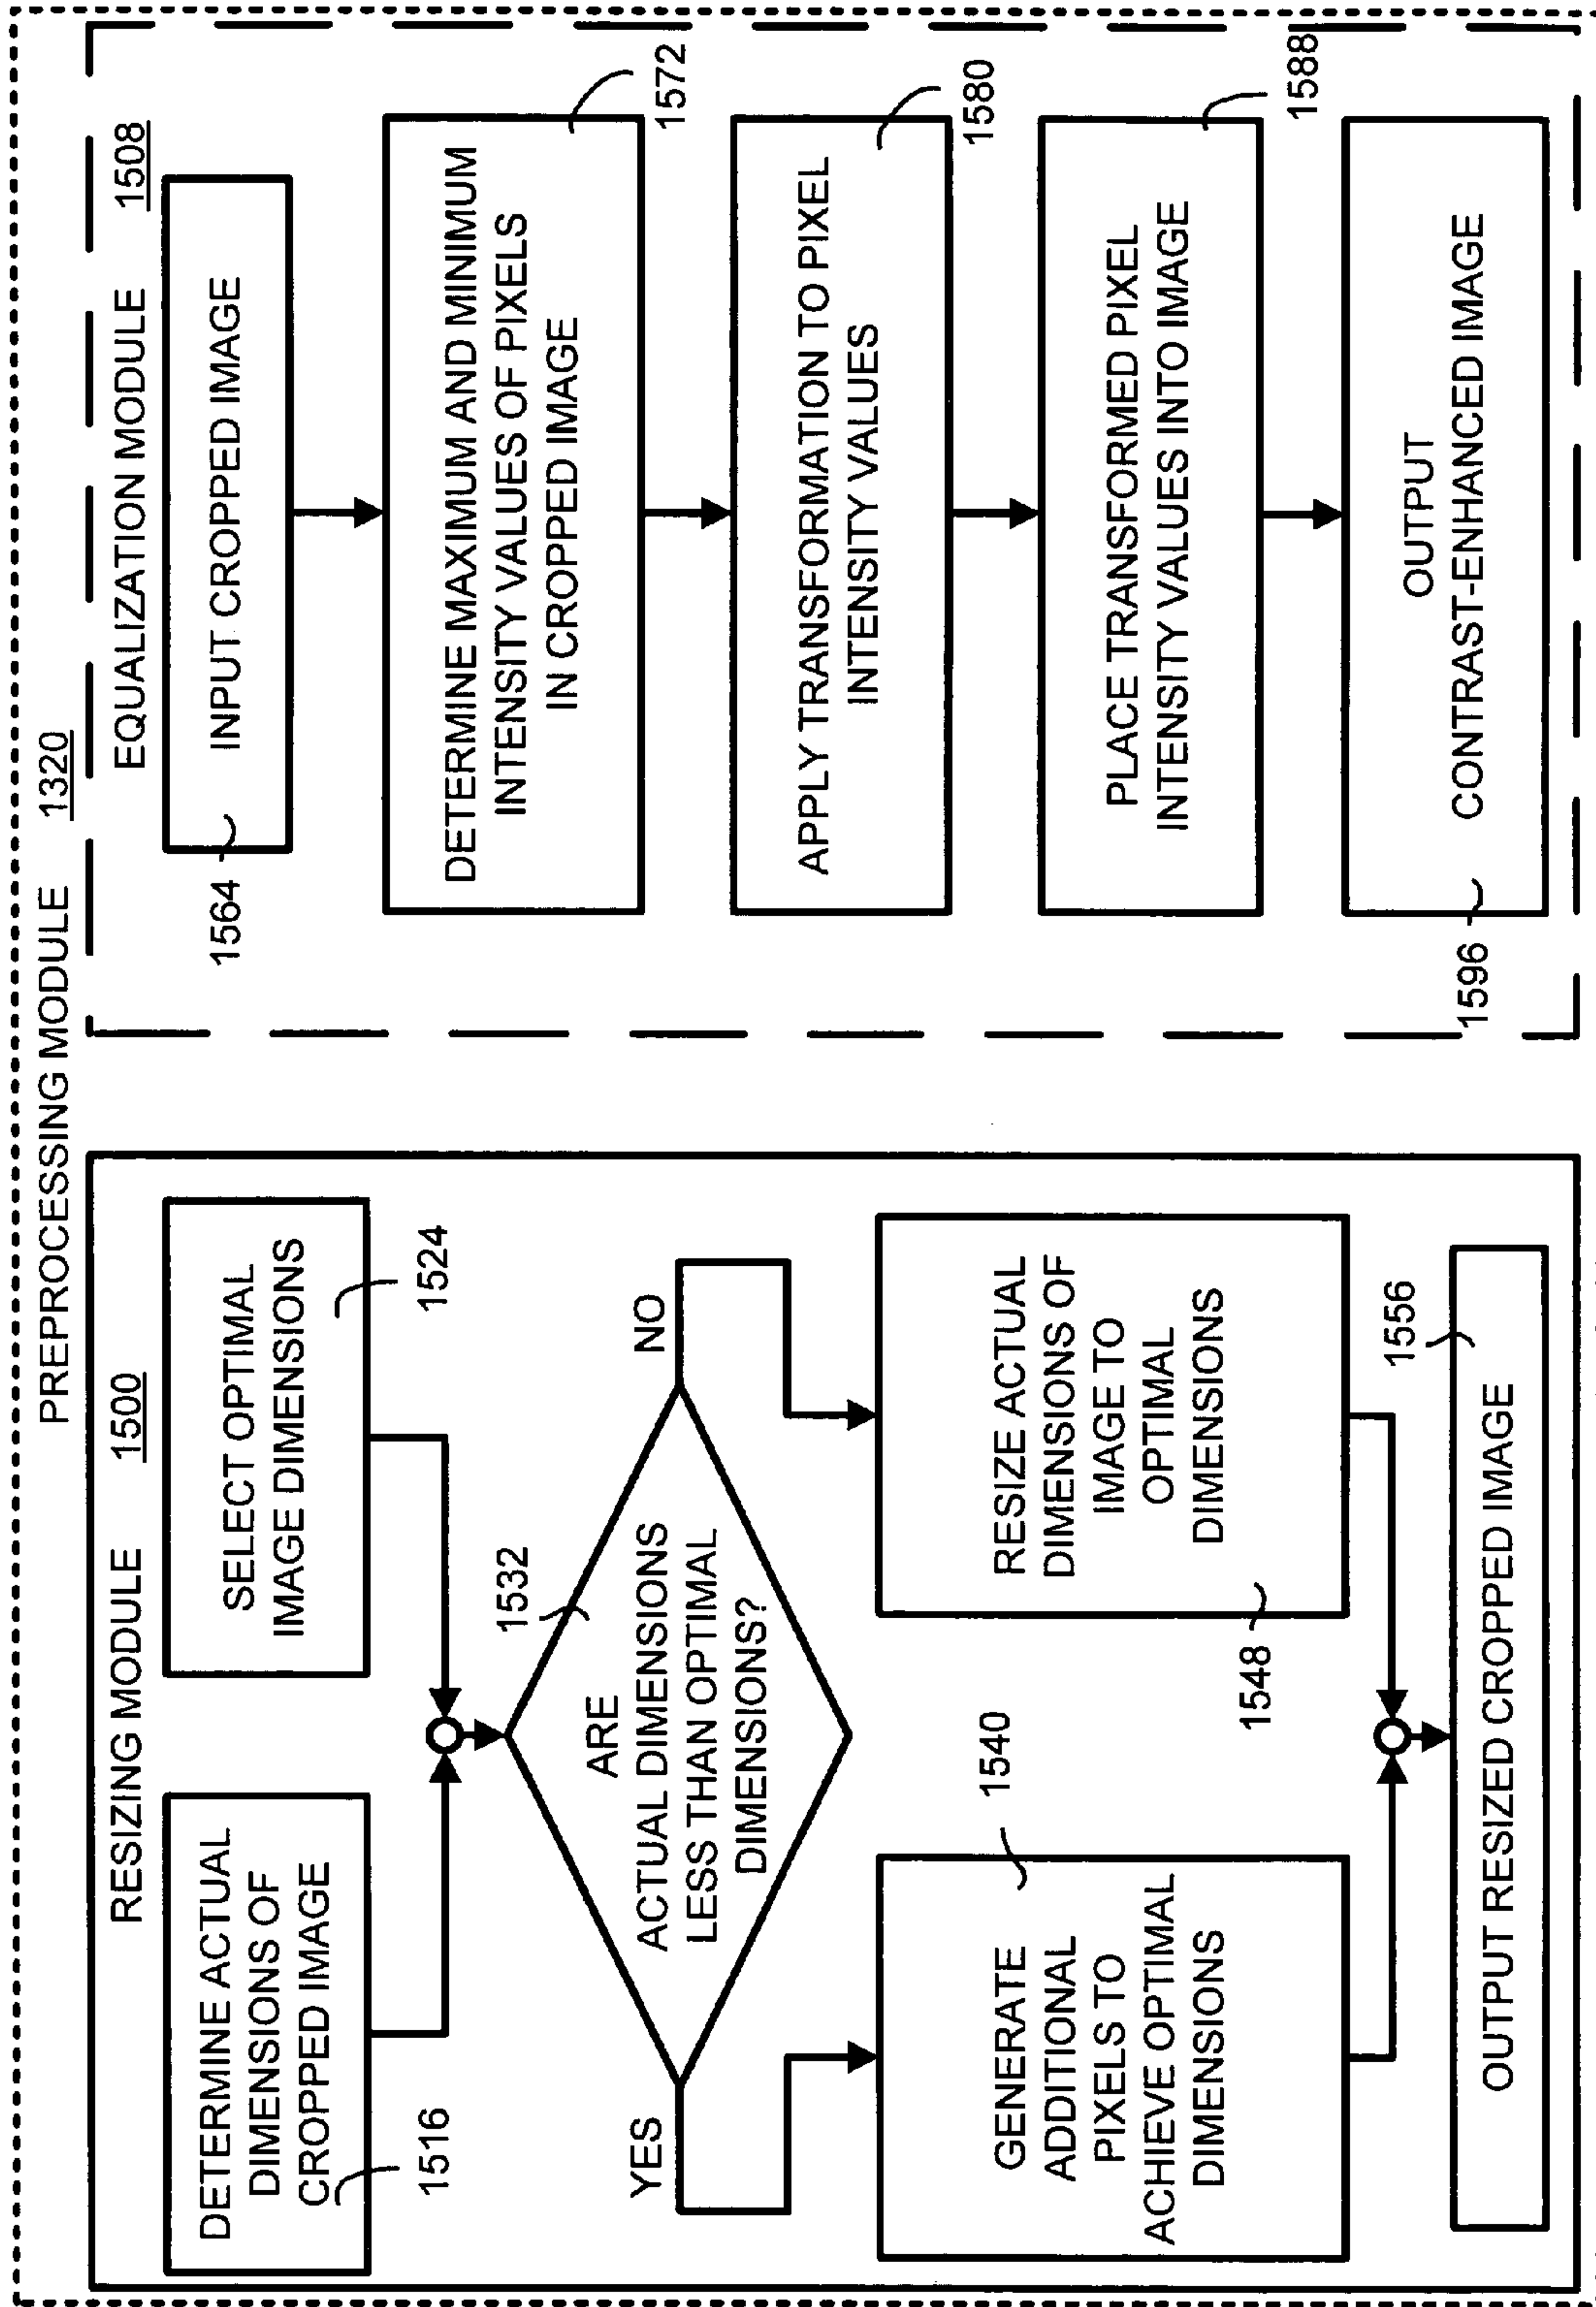 PREPROCESSING MODULE 1320
RESIZING MODULE 1500
DETERMINE ACTUAL
DIMENSIONS OF
CROPPED IMAGE
1516
SELECT OPTIMAL
IMAGE DIMENSIONS
1524
1532
ARE
ACTUAL DIMENSIONS
LESS THAN OPTIMAL
DIMENSIONS?
YES
NO
GENERATE
ADDITIONAL
PIXELS TO
ACHIEVE OPTIMAL
DIMENSIONS
1540
RESIZE ACTUAL
DIMENSIONS OF
IMAGE TO
OPTIMAL
DIMENSIONS
1548
OUTPUT RESIZED CROPPED IMAGE
1556
EQUALIZATION MODULE 1508
INPUT CROPPED IMAGE
1564
DETERMINE MAXIMUM AND MINIMUM
INTENSITY VALUES OF PIXELS
IN CROPPED IMAGE
1572
APPLY TRANSFORMATION TO PIXEL
INTENSITY VALUES
1580
PLACE TRANSFORMED PIXEL
INTENSITY VALUES INTO IMAGE
1588
OUTPUT
CONTRAST-ENHANCED IMAGE
1596